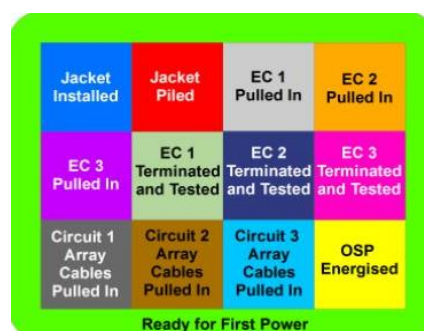 Jacket
Installed
Jacket
Piled
EC 1
Pulled In
EC 2
Pulled In
EC 3
Pulled In
EC 1
Terminated
and Tested
EC 2
Terminated
and Tested
EC 3
Terminated
and Tested
Circuit 1
Array
Cables
Pulled In
Circuit 2
Array
Cables
Pulled In
Circuit 3
Array
Cables
Pulled In
OSP
Energised
Ready for First Power